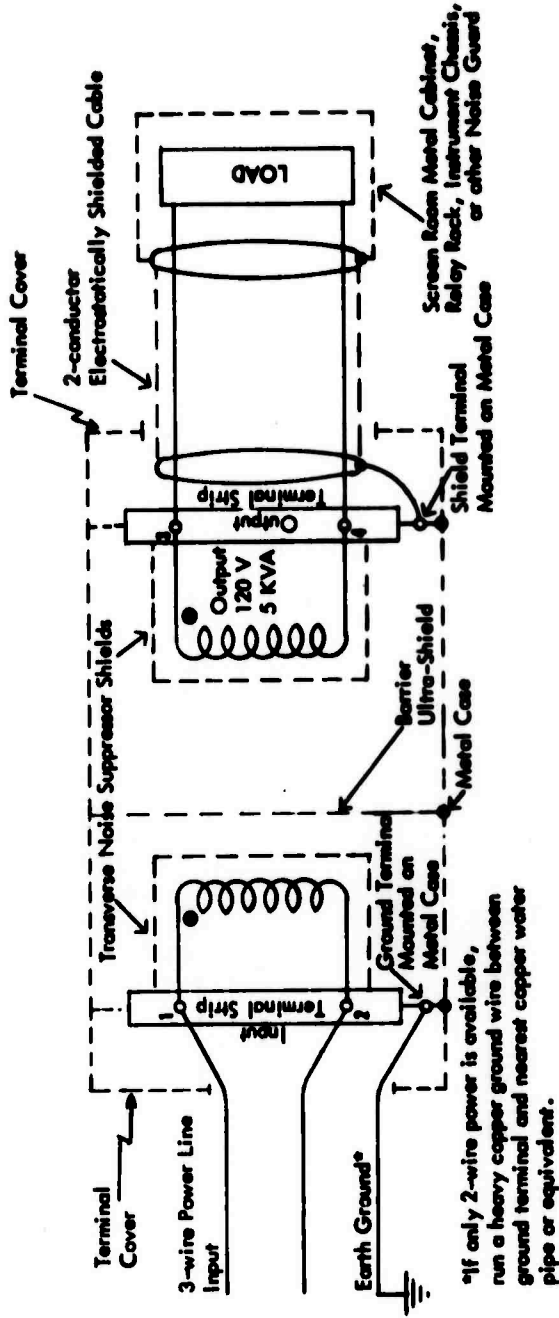 Terminal Cover
2-conductor
Electrostatically Shielded Cable
LOAD
Screen Room Metal Cabinet,
Relay Rack, Instrument Chassis,
or other Noise Guard
Transverse Noise Suppressor Shields
Output
120 V
5 KVA
3
Output
Terminal Strip
4
Shield Terminal
Mounted on Metal Case
Barrier
Ultra-Shield
Metal Case
Terminal
Cover
3-wire Power Line
Input
1
Input
Terminal Strip
2
Ground Terminal
Mounted on
Metal Case
Earth Ground*
*If only 2-wire power is available,
run a heavy copper ground wire between
ground terminal and nearest copper water
pipe or equivalent.